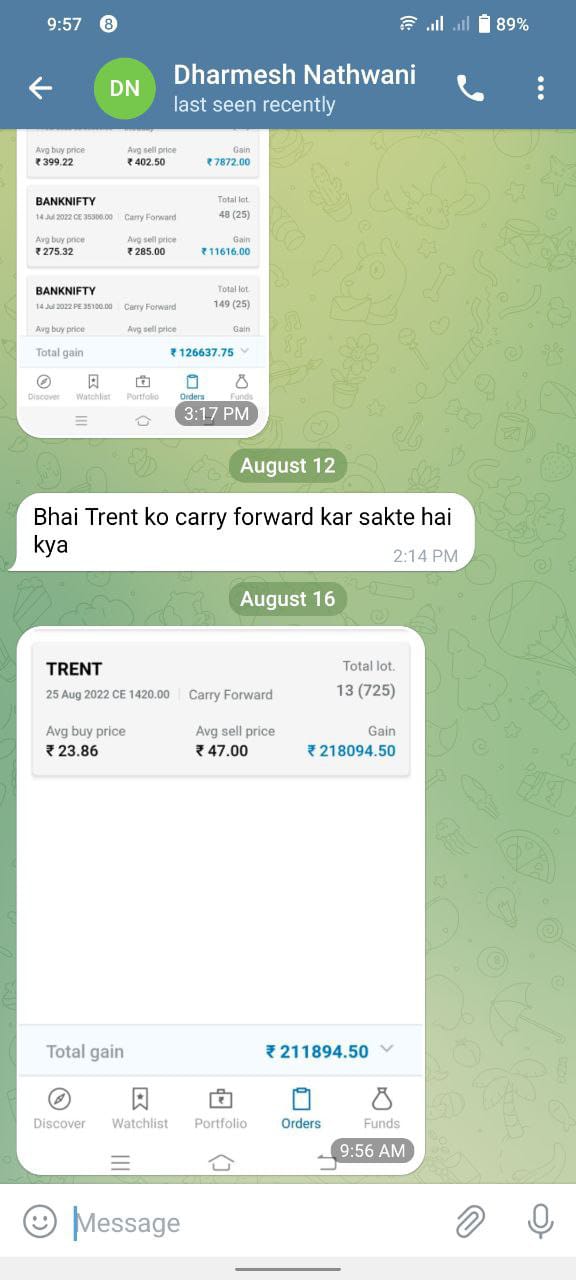 9:57 8 89%
DN Dharmesh Nathwani
last seen recently
Avg buy price Avg sell price Gain
₹ 399.22 ₹ 402.50 ₹ 7872.00
BANKNIFTY Total lot.
14 Jul 2022 CE 35300.00 Carry Forward 48 (25)
Avg buy price Avg sell price Gain
₹ 275.32 ₹ 285.00 ₹ 11616.00
BANKNIFTY Total lot.
14 Jul 2022 PE 35100.00 Carry Forward 149 (25)
Avg buy price Avg sell price Gain
Total gain ₹ 126637.75
Discover Watchlist Portfolio Orders Funds
3:17 PM
August 12
Bhai Trent ko carry forward kar sakte hai
kya
2:14 PM
August 16
TRENT Total lot.
25 Aug 2022 CE 1420.00 Carry Forward 13 (725)
Avg buy price Avg sell price Gain
₹ 23.86 ₹ 47.00 ₹ 218094.50
Total gain ₹ 211894.50
Discover Watchlist Portfolio Orders Funds
9:56 AM
Message